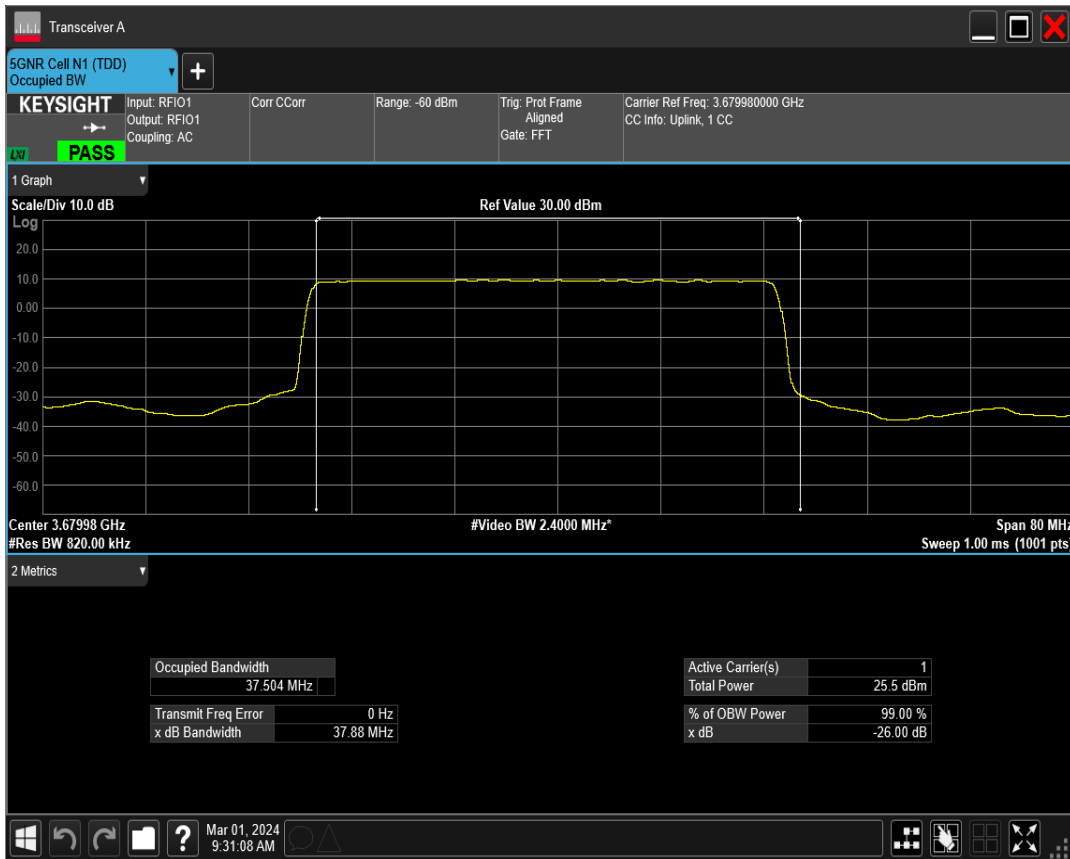 Transceiver A
5GNR Cell N1 (TDD)
Occupied BW
+
KEYSIGHT
LXI
PASS
Input: RFIO1
Output: RFIO1
Coupling: AC
Corr CCorr
Range: -60 dBm
Trig: Prot Frame
Aligned
Gate: FFT
Carrier Ref Freq: 3.679980000 GHz
CC Info: Uplink, 1 CC
1 Graph
Scale/Div 10.0 dB
Ref Value 30.00 dBm
Log
20.0
10.0
0.00
-10.0
-20.0
-30.0
-40.0
-50.0
-60.0
Center 3.67998 GHz
#Video BW 2.4000 MHz*
Span 80 MHz
#Res BW 820.00 kHz
Sweep 1.00 ms (1001 pts)
2 Metrics
Occupied Bandwidth
37.504 MHz
Transmit Freq Error 0 Hz
x dB Bandwidth 37.88 MHz
Active Carrier(s) 1
Total Power 25.5 dBm
% of OBW Power 99.00 %
x dB -26.00 dB
?
Mar 01, 2024
9:31:08 AM